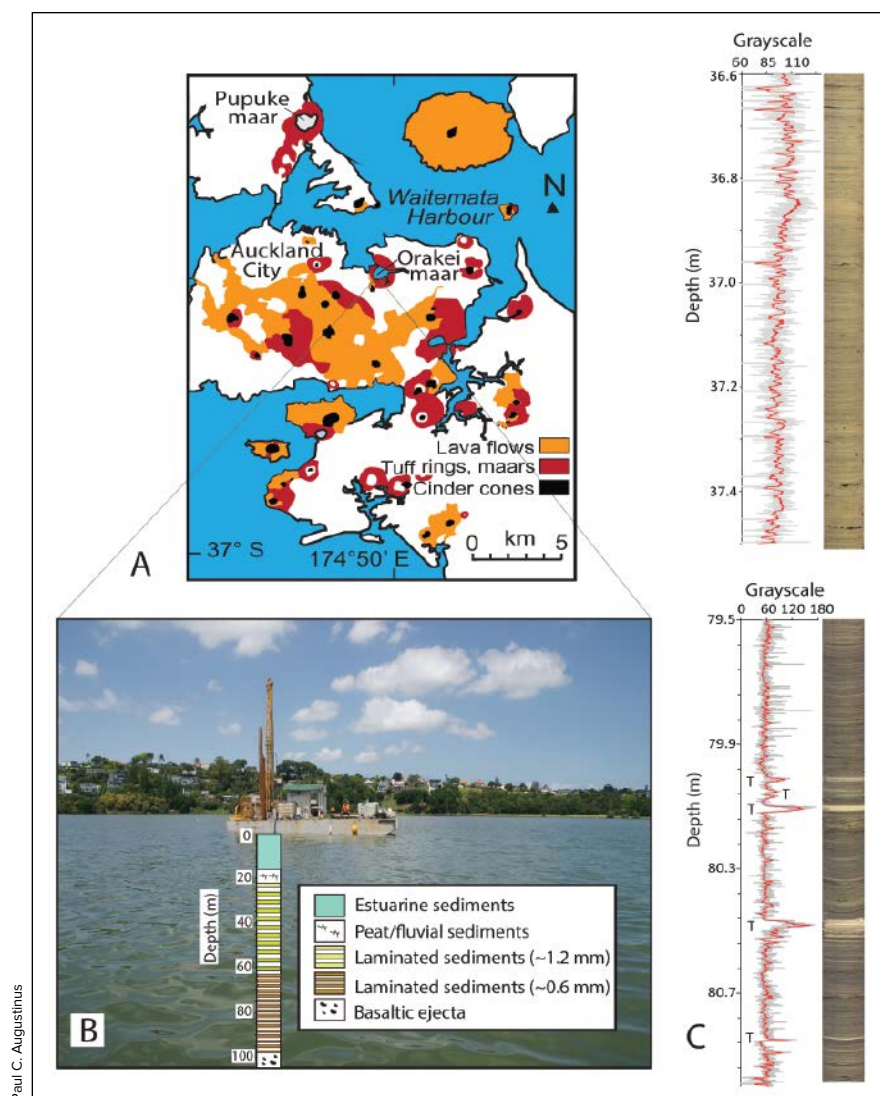 Pupuke
maar
Waitemata
Harbour
N
Auckland
City
Orakei
maar
Lava flows
Tuff rings, maars
Cinder cones
37° S
174°50' E
0 5
km
A
0
20
40
60
80
100
Depth (m)
Estuarine sediments
Peat/fluvial sediments
Laminated sediments (~1.2 mm)
Laminated sediments (~0.6 mm)
Basaltic ejecta
B
Grayscale
60 85 110
36.6
36.8
37.0
37.2
37.4
Depth (m)
Grayscale
0 60 120 180
79.5
79.9
80.3
80.7
Depth (m)
T
T
T
T
T
C
Paul C. Augustinus